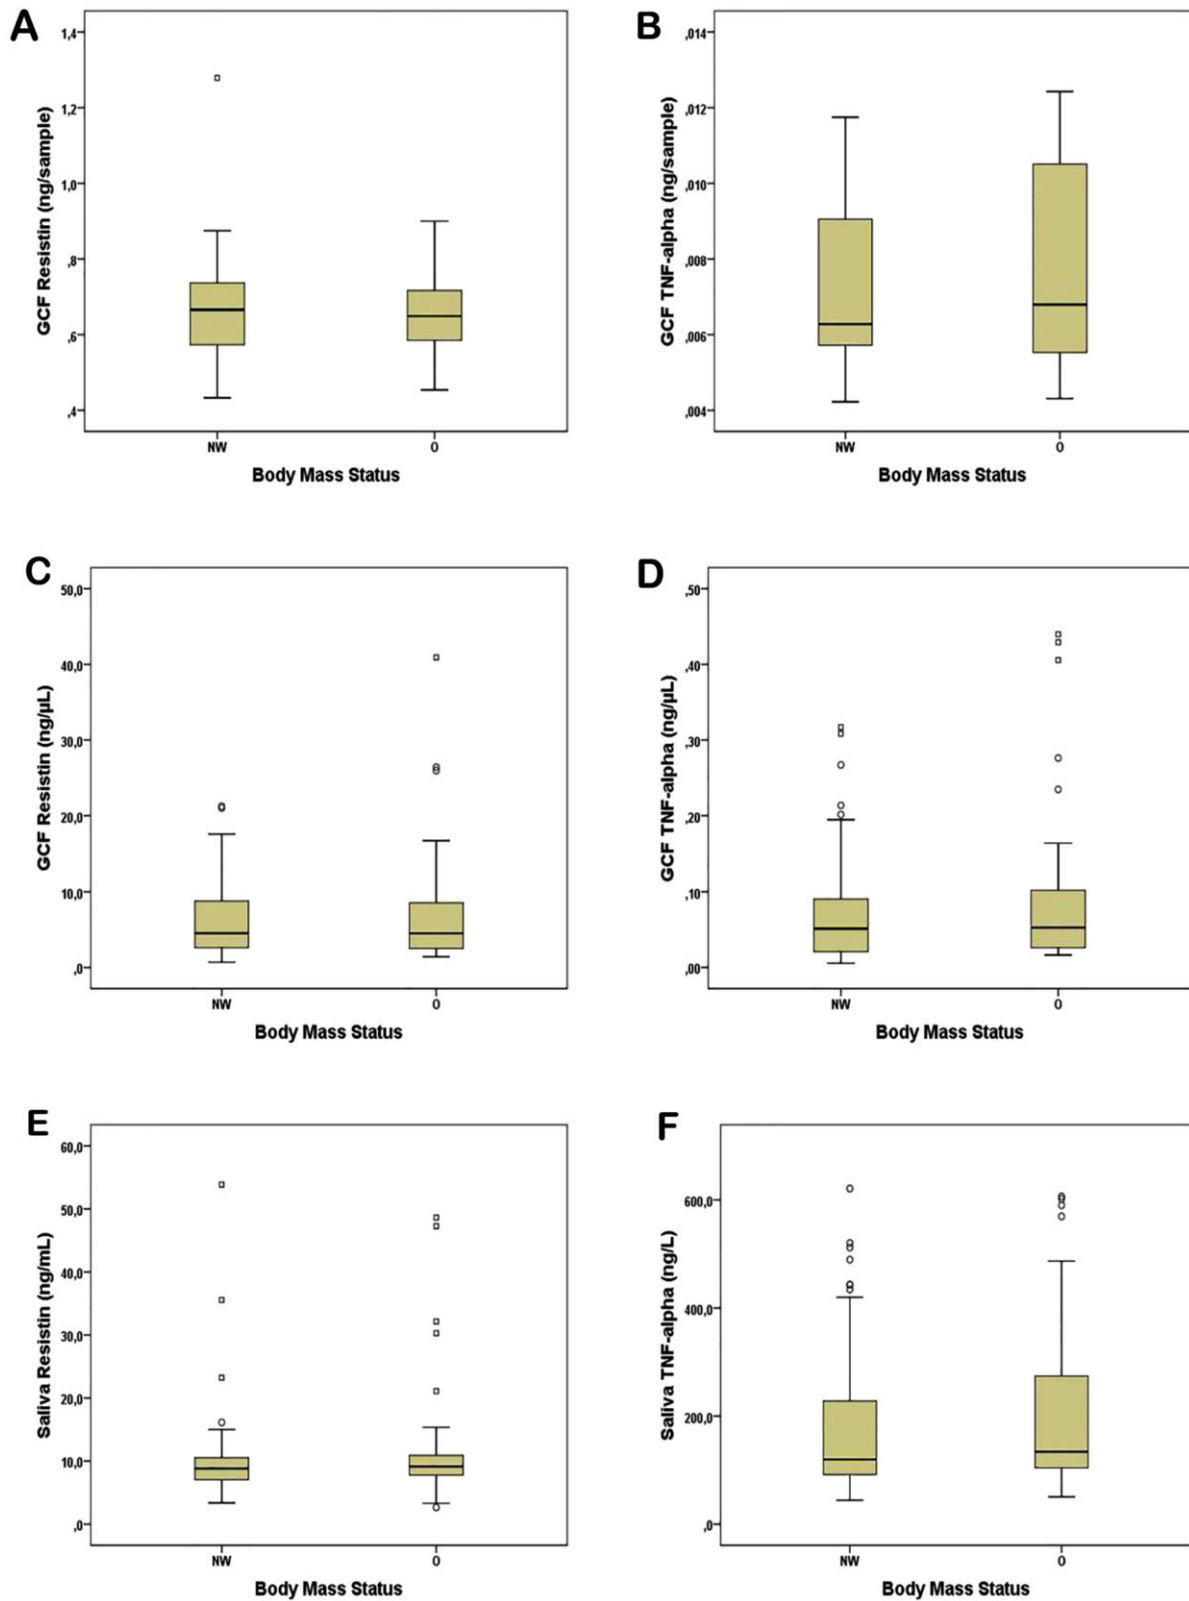 A
GCF Resistin (ng/sample)
1,4
1,2
1,0
,8
,6
,4
NW
O
Body Mass Status
B
GCF TNF-alpha (ng/sample)
,014
,012
,010
,008
,006
,004
NW
O
Body Mass Status
C
GCF Resistin (ng/µL)
50,0
40,0
30,0
20,0
10,0
,0
NW
O
Body Mass Status
D
GCF TNF-alpha (ng/µL)
,50
,40
,30
,20
,10
,00
NW
O
Body Mass Status
E
Saliva Resistin (ng/mL)
60,0
50,0
40,0
30,0
20,0
10,0
,0
NW
O
Body Mass Status
F
Saliva TNF-alpha (ng/L)
600,0
400,0
200,0
,0
NW
O
Body Mass Status